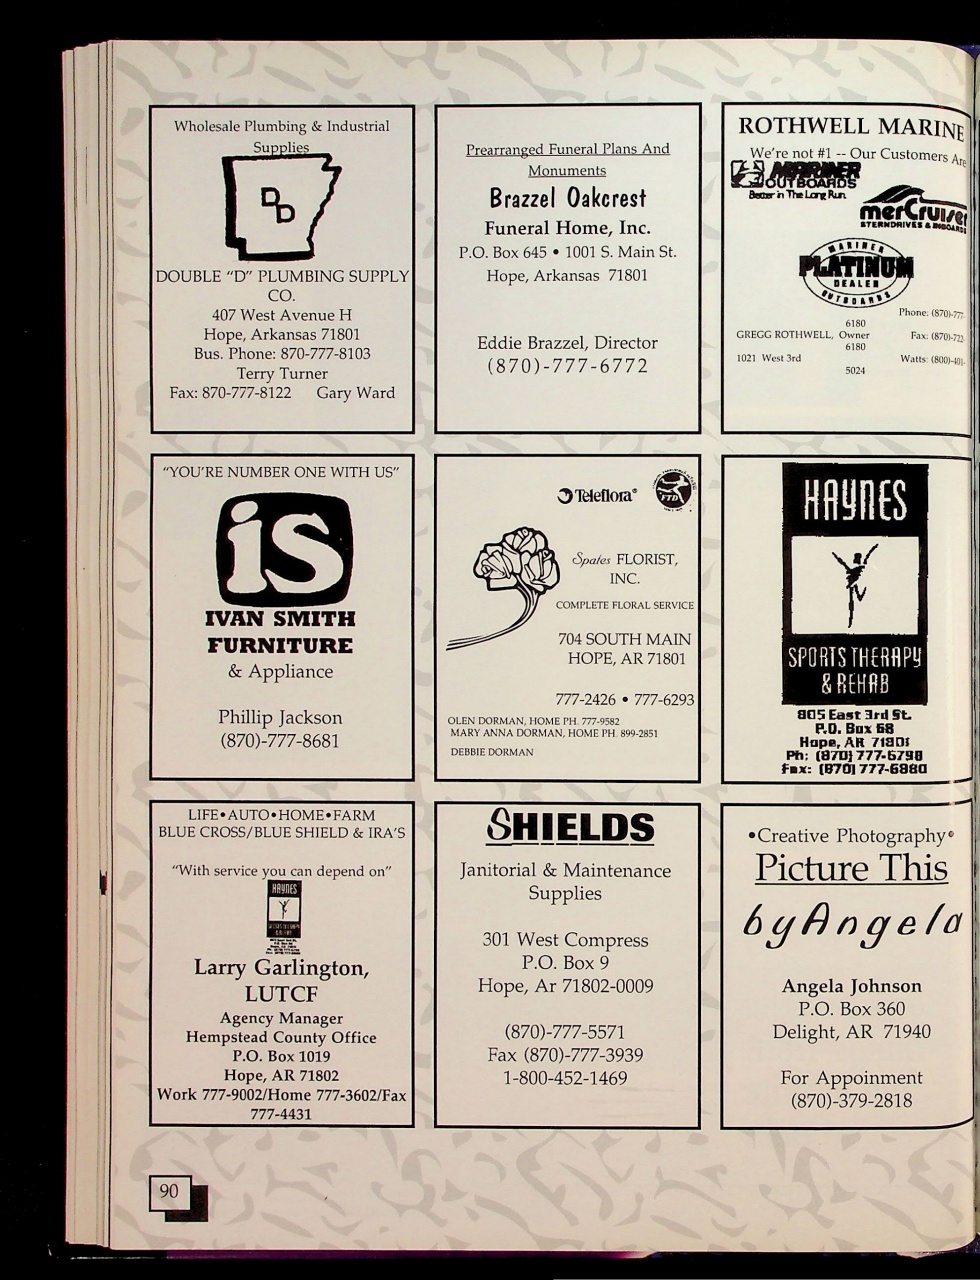 Wholesale Plumbing & Industrial
Supplies
DD
DOUBLE "D" PLUMBING SUPPLY
CO.
407 West Avenue H
Hope, Arkansas 71801
Bus. Phone: 870-777-8103
Terry Turner
Fax: 870-777-8122 Gary Ward
Prearranged Funeral Plans And
Monuments
Brazzel Oakcrest
Funeral Home, Inc.
P.O. Box 645 • 1001 S. Main St.
Hope, Arkansas 71801
Eddie Brazzel, Director
(870)-777-6772
ROTHWELL MARINE
We're not #1 -- Our Customers Are
MARINER
OUTBOARDS
Better in The Long Run.
merCruiser
STERNDRIVES & INBOARDS
MARINER
PLATINUM
DEALER
OUTBOARDS
Phone: (870)-777-
6180
GREGG ROTHWELL, Owner Fax: (870)-722-
6180
1021 West 3rd Watts: (800)-401-
5024
"YOU'RE NUMBER ONE WITH US"
iS
IVAN SMITH
FURNITURE
& Appliance
Phillip Jackson
(870)-777-8681
Teleflora®
FTD
Spates FLORIST,
INC.
COMPLETE FLORAL SERVICE
704 SOUTH MAIN
HOPE, AR 71801
777-2426 • 777-6293
OLEN DORMAN, HOME PH. 777-9582
MARY ANNA DORMAN, HOME PH. 899-2851
DEBBIE DORMAN
HAYNES
SPORTS THERAPY
& REHAB
805 East 3rd St.
P.O. Box 68
Hope, AR 71801
Ph: (870) 777-6798
Fax: (870) 777-6880
LIFE•AUTO•HOME•FARM
BLUE CROSS/BLUE SHIELD & IRA'S
"With service you can depend on"
HAYNES
SPORTS THERAPY
& REHAB
Larry Garlington,
LUTCF
Agency Manager
Hempstead County Office
P.O. Box 1019
Hope, AR 71802
Work 777-9002/Home 777-3602/Fax
777-4431
SHIELDS
Janitorial & Maintenance
Supplies
301 West Compress
P.O. Box 9
Hope, Ar 71802-0009
(870)-777-5571
Fax (870)-777-3939
1-800-452-1469
•Creative Photography•
Picture This
by Angela
Angela Johnson
P.O. Box 360
Delight, AR 71940
For Appoinment
(870)-379-2818
90